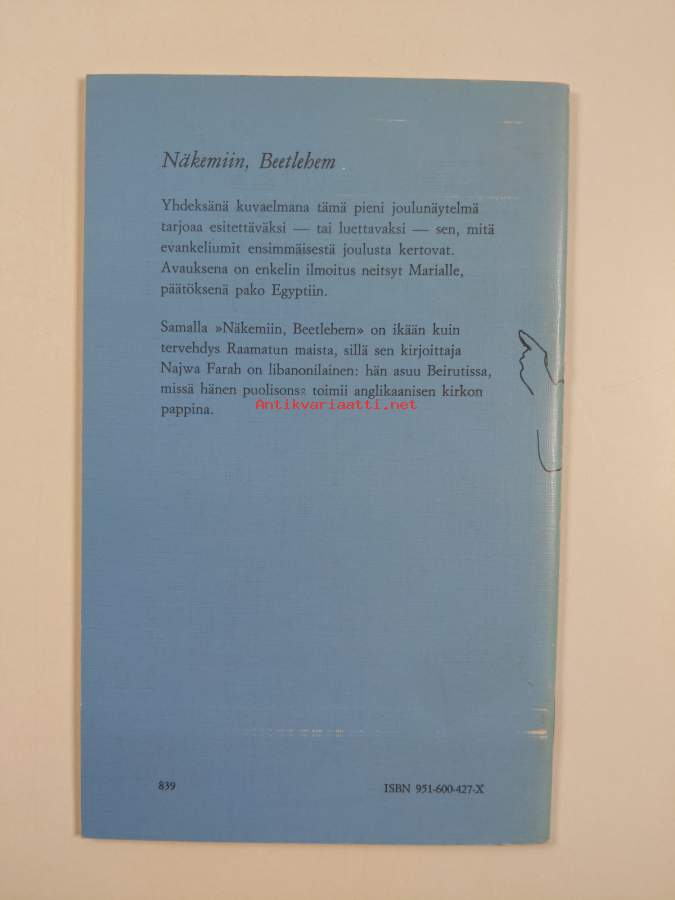 Näkemiin, Beetlehem
Yhdeksänä kuvaelmana tämä pieni joulunäytelmä
tarjoaa esitettäväksi — tai luettavaksi — sen, mitä
evankeliumit ensimmäisestä joulusta kertovat.
Avauksena on enkelin ilmoitus neitsyt Marialle,
päätöksenä pako Egyptiin.
Samalla »Näkemiin, Beetlehem» on ikään kuin
tervehdys Raamatun maista, sillä sen kirjoittaja
Najwa Farah on libanonilainen: hän asuu Beirutissa,
missä hänen toimii anglikaanisen kirkon
Antikvariaatti.net
pappina.
839
ISBN 951-600-427-X